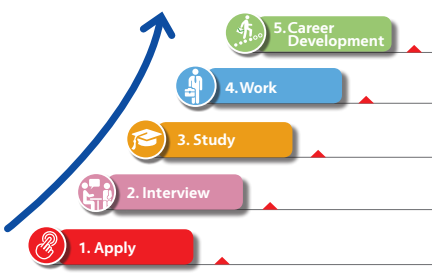 5. Career
Development
4. Work
3. Study
2. Interview
1. Apply